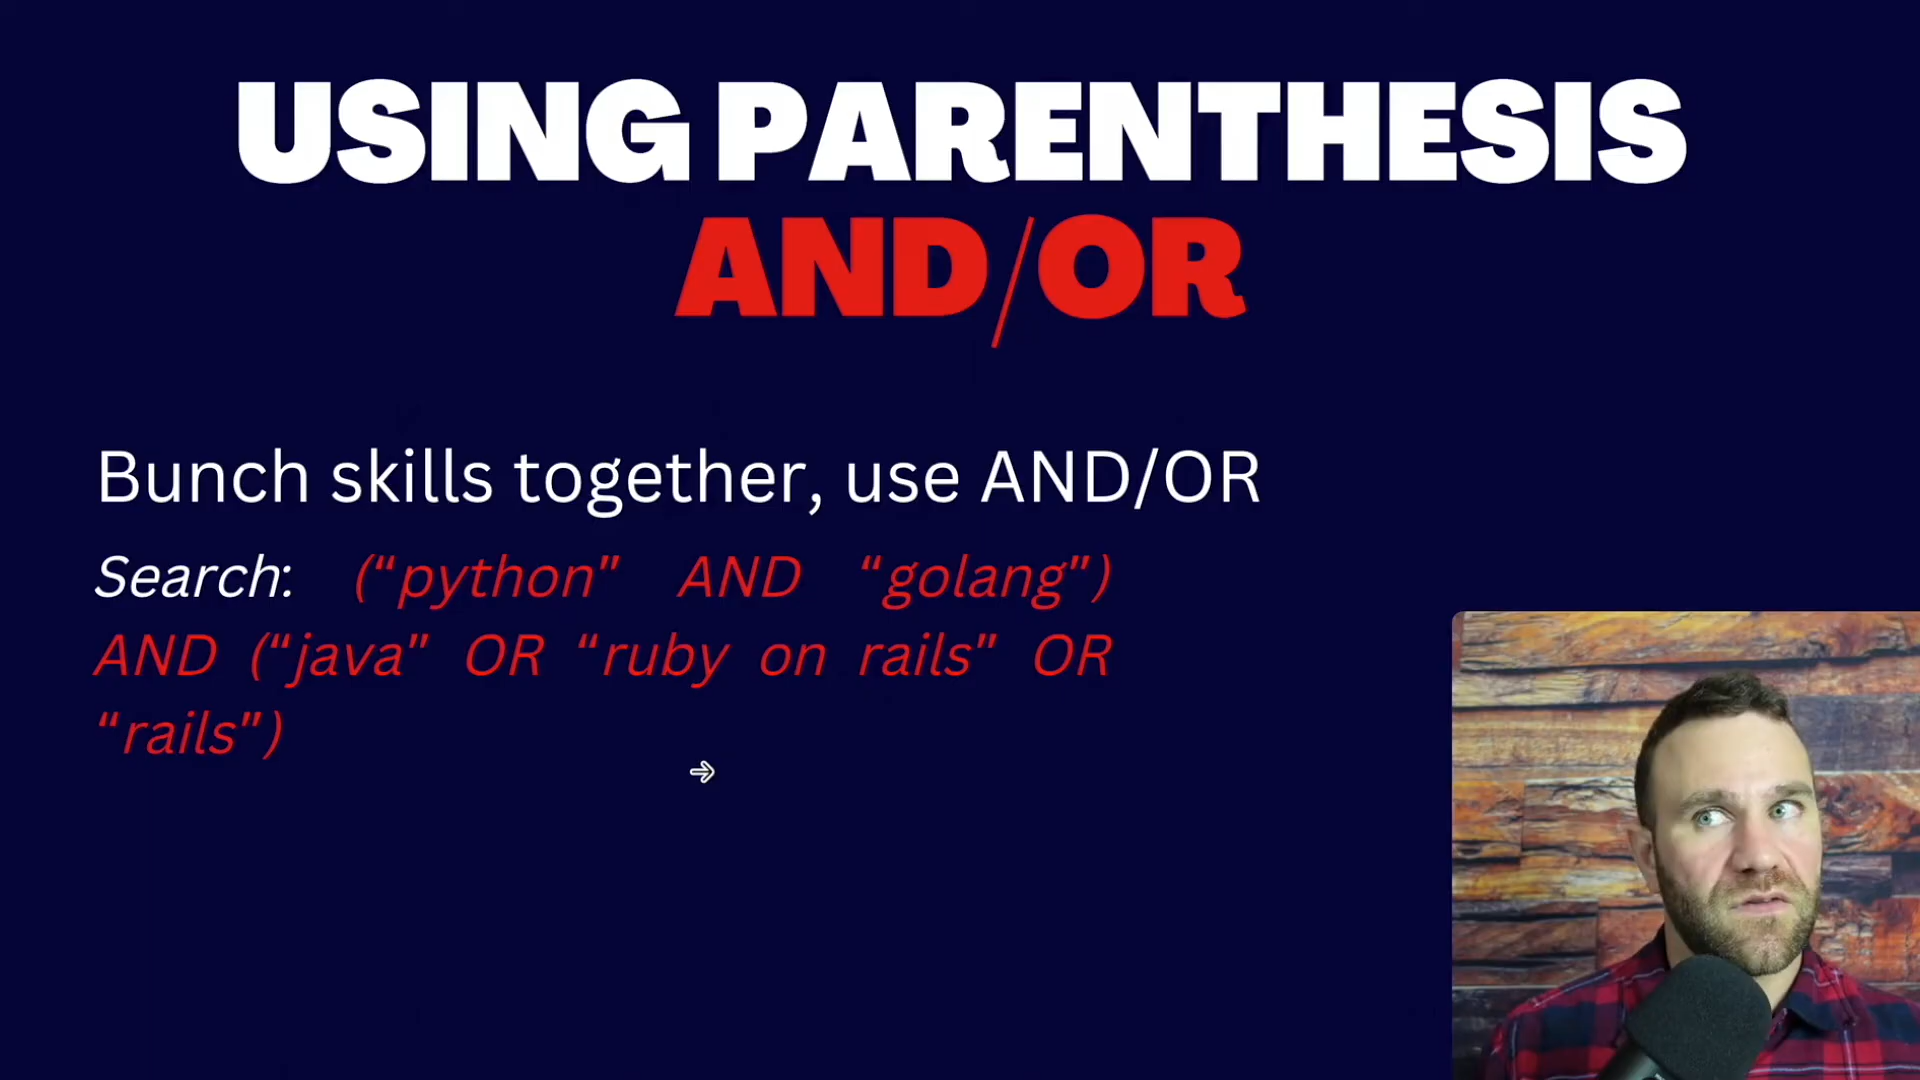 USING PARENTHESIS
AND/OR
Bunch skills together, use AND/OR
Search: (“python” AND “golang”)
AND (“java” OR “ruby on rails” OR
“rails”)